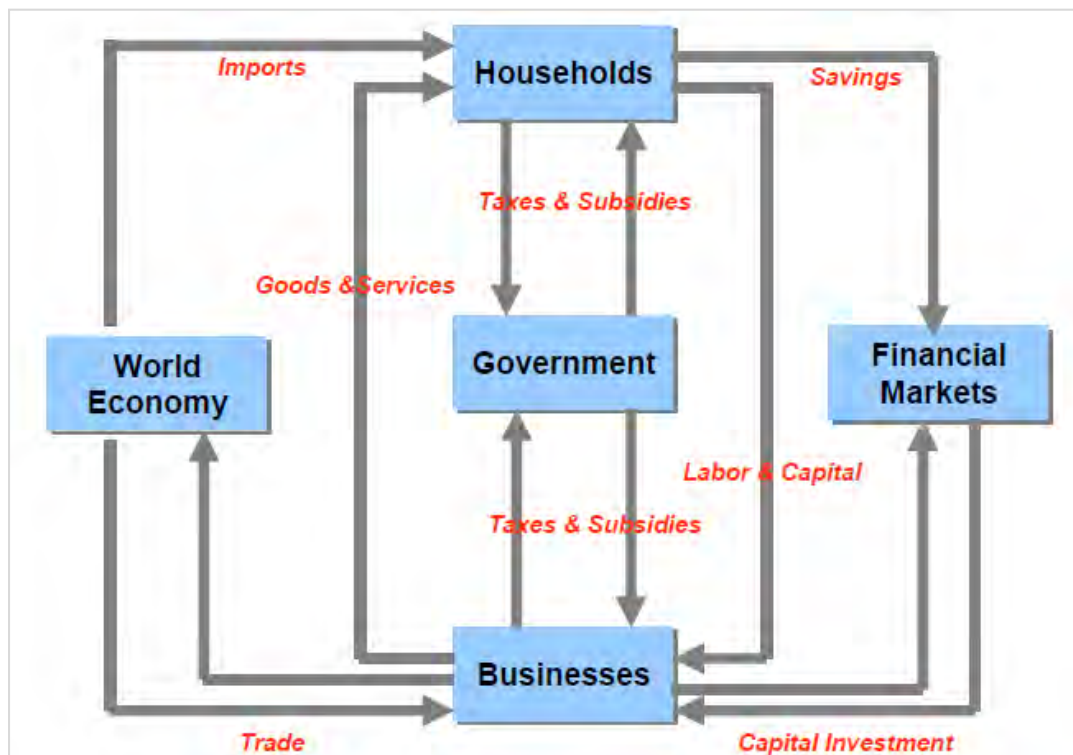 Imports
Households
Savings
Taxes & Subsidies
Goods &Services
World
Economy
Government
Financial
Markets
Labor & Capital
Taxes & Subsidies
Businesses
Trade
Capital Investment